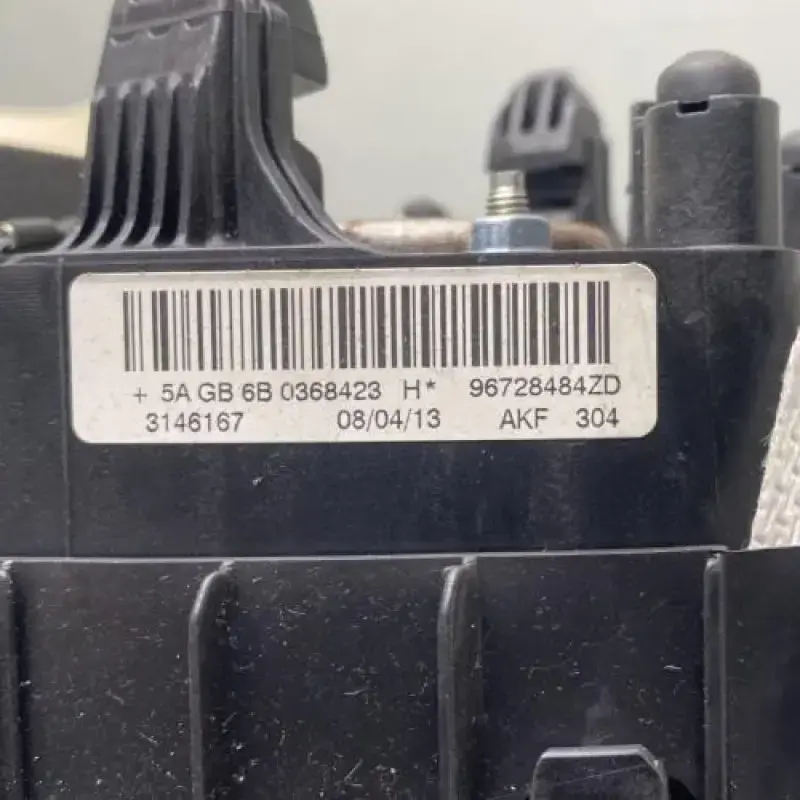 + 5A GB 6B 0368423 H* 96728484ZD
3146167 08/04/13 AKF 304